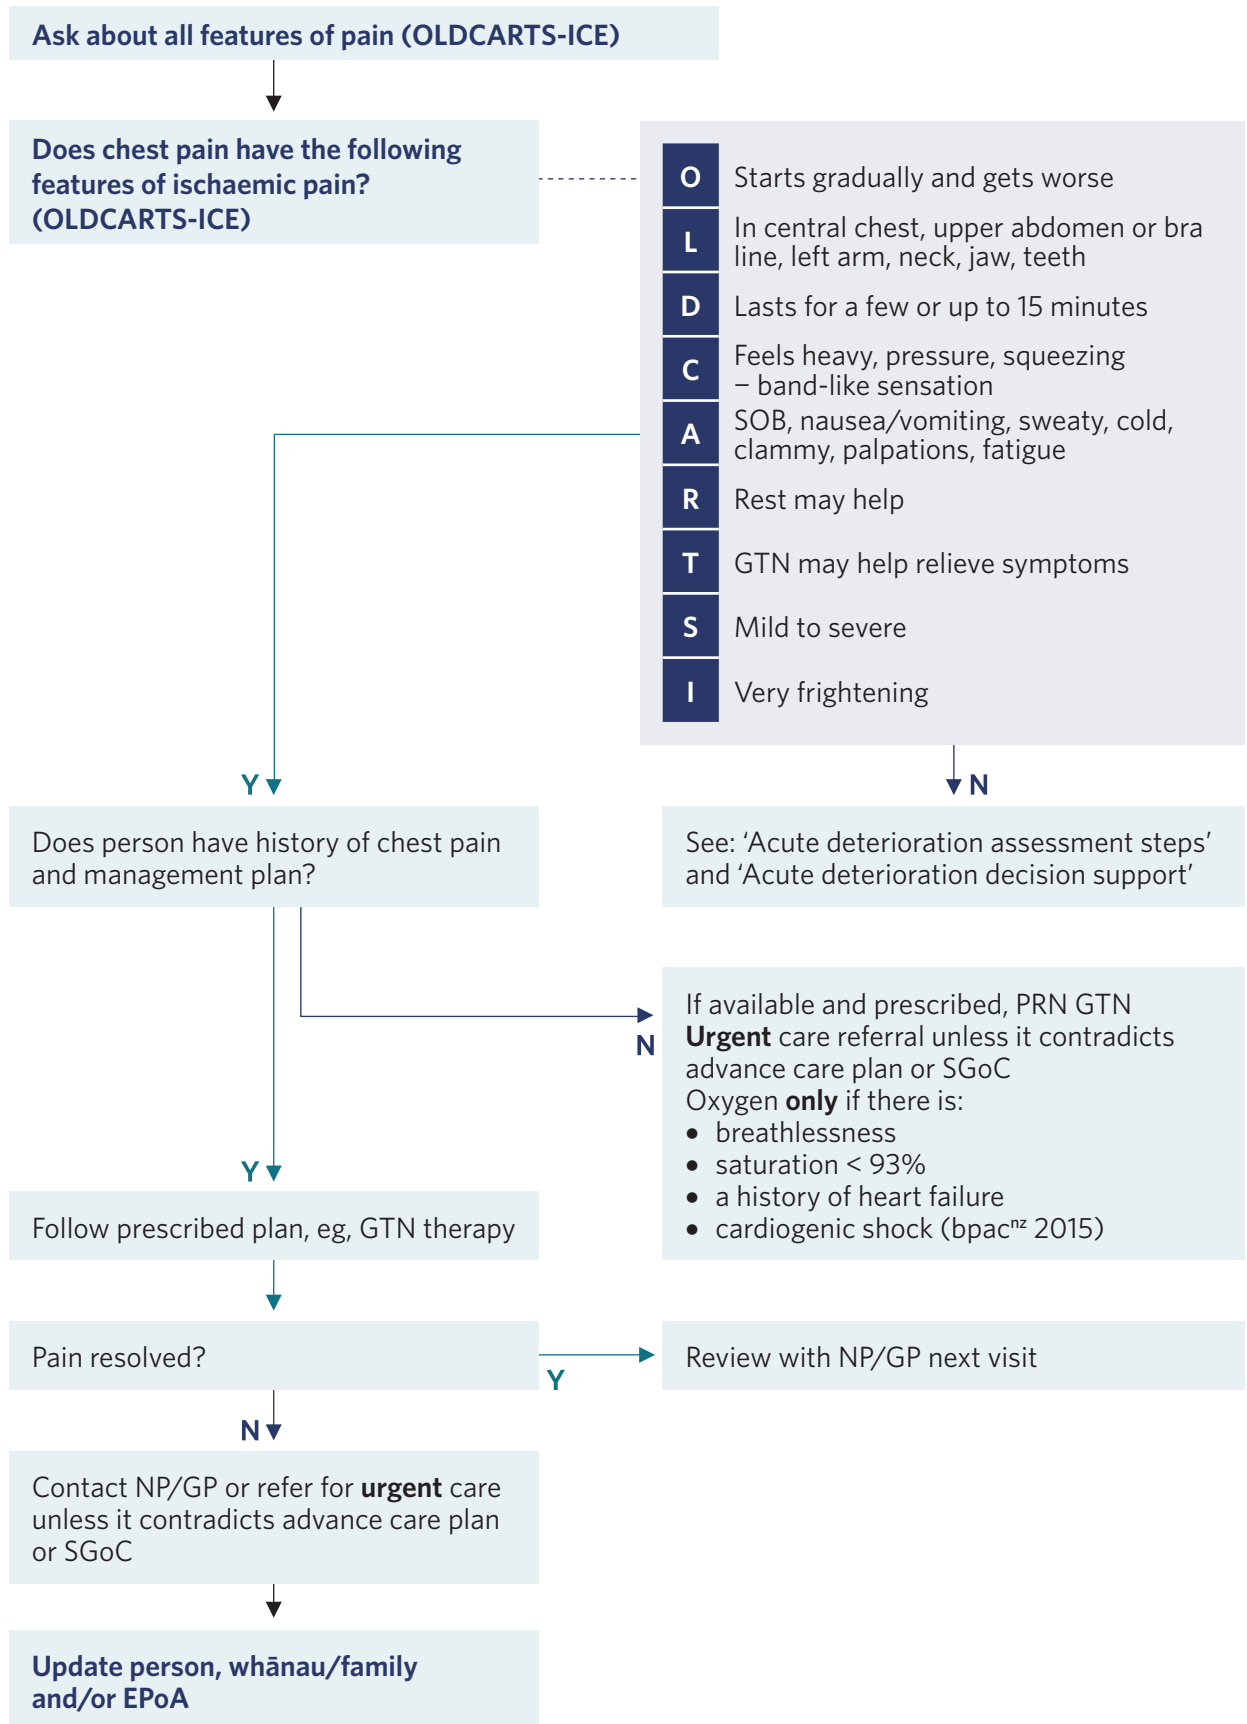 Ask about all features of pain (OLDCARTS-ICE)
Does chest pain have the following
features of ischaemic pain?
(OLDCARTS-ICE)
O Starts gradually and gets worse
L In central chest, upper abdomen or bra
line, left arm, neck, jaw, teeth
D Lasts for a few or up to 15 minutes
C Feels heavy, pressure, squeezing
– band-like sensation
A SOB, nausea/vomiting, sweaty, cold,
clammy, palpations, fatigue
R Rest may help
T GTN may help relieve symptoms
S Mild to severe
I Very frightening
Y
N
Does person have history of chest pain
and management plan?
See: ‘Acute deterioration assessment steps’
and ‘Acute deterioration decision support’
N
If available and prescribed, PRN GTN
Urgent care referral unless it contradicts
advance care plan or SGoC
Oxygen only if there is:
• breathlessness
• saturation < 93%
• a history of heart failure
• cardiogenic shock (bpacⁿᶻ 2015)
Y
Follow prescribed plan, eg, GTN therapy
Pain resolved?
Y
Review with NP/GP next visit
N
Contact NP/GP or refer for urgent care
unless it contradicts advance care plan
or SGoC
Update person, whānau/family
and/or EPoA